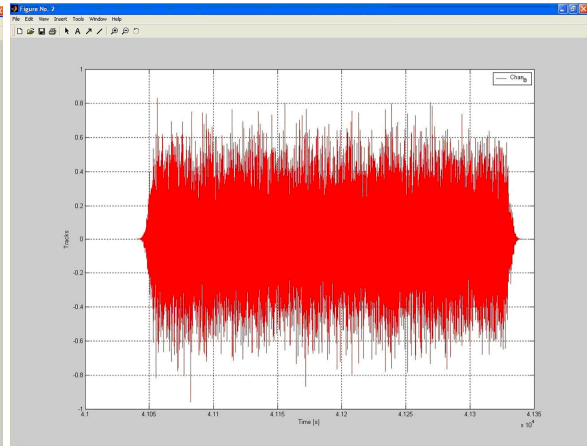 Figure No. 2
File Edit View Insert Tools Window Help
A
Chan
1
0.8
0.6
0.4
0.2
0
-0.2
-0.4
-0.6
-0.8
-1
Tracks
4.1 4.105 4.11 4.115 4.12 4.125 4.13 4.135
Time [s]
x 10⁴